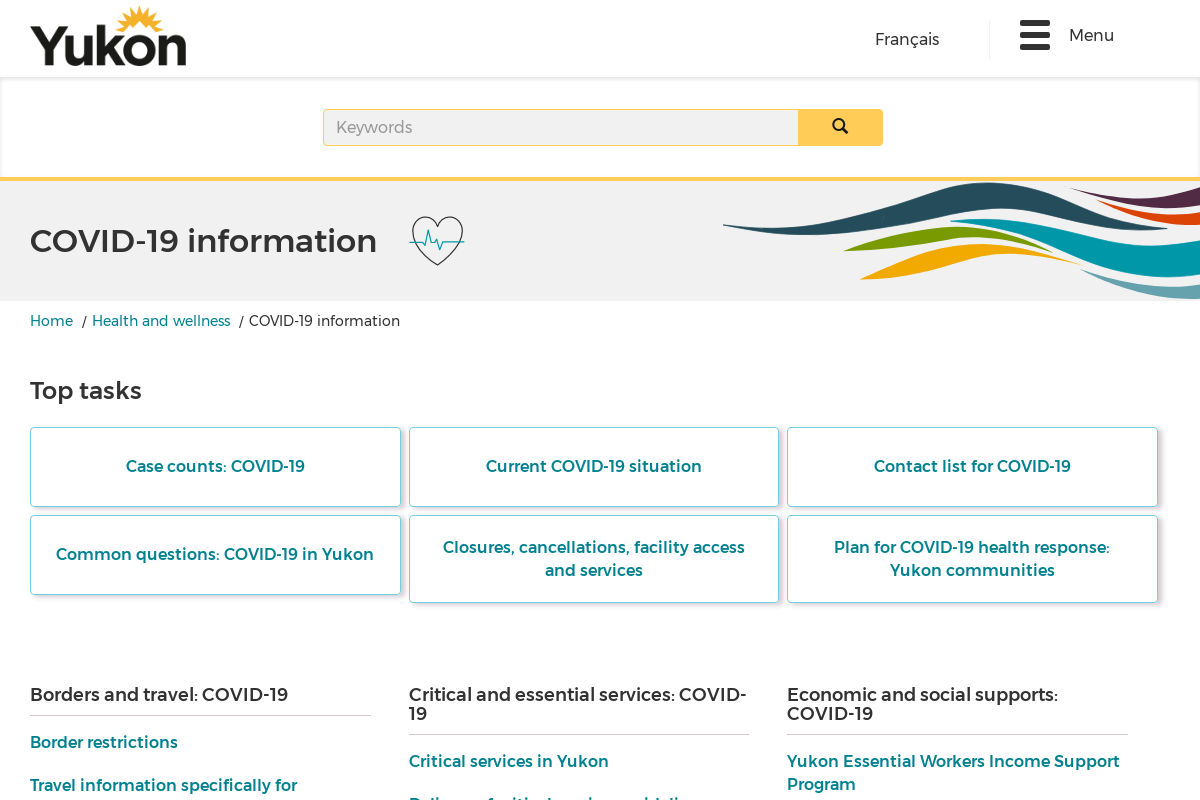 Yukon
Français
Menu
Keywords
COVID-19 information
Home / Health and wellness / COVID-19 information
Top tasks
Case counts: COVID-19
Current COVID-19 situation
Contact list for COVID-19
Common questions: COVID-19 in Yukon
Closures, cancellations, facility access
and services
Plan for COVID-19 health response:
Yukon communities
Borders and travel: COVID-19
Border restrictions
Travel information specifically for
Critical and essential services: COVID-
19
Critical services in Yukon
Economic and social supports:
COVID-19
Yukon Essential Workers Income Support
Program